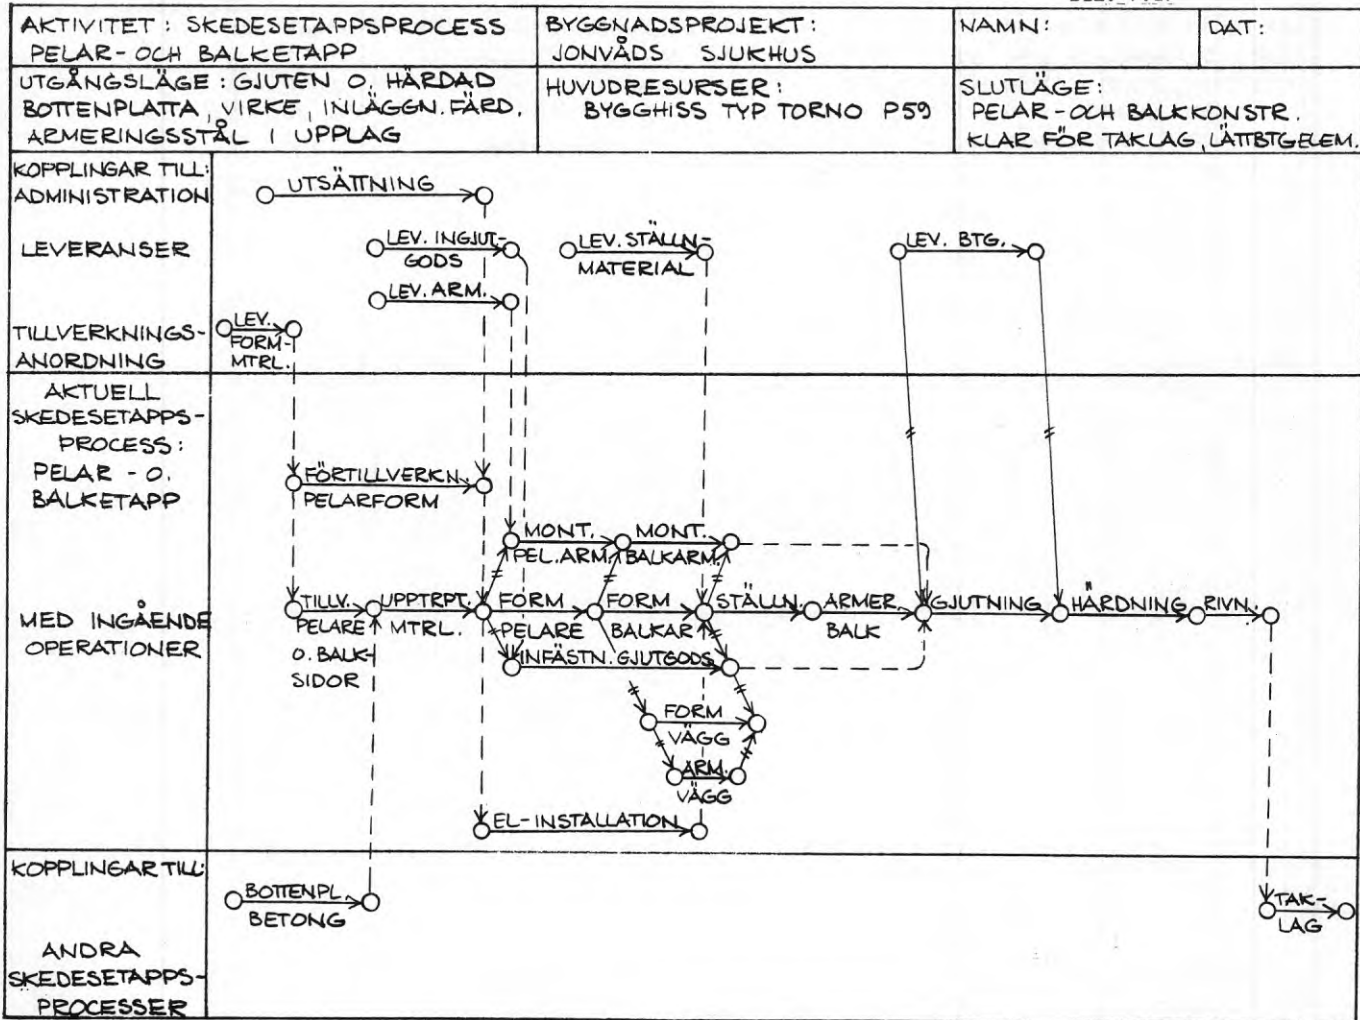 AKTIVITET : SKEDESETAPPSPROCESS
PELAR- OCH BALKETAPP
BYGGNADSPROJEKT:
JONVÅDS SJUKHUS
NAMN:
DAT:
UTGÅNGSLÄGE : GJUTEN O. HÄRDAD
BOTTENPLATTA, VIRKE, INLÄGGN. FÄRD.
ARMERINGSSTÅL I UPPLAG
HUVUDRESURSER:
BYGGHISS TYP TORNO P59
SLUTLÄGE:
PELAR- OCH BALKKONSTR.
KLAR FÖR TAKLAG, LÄTTBTGELEM.
KOPPLINGAR TILL:
ADMINISTRATION
UTSÄTTNING
LEVERANSER
LEV. INGJUT-
GODS
LEV. STÄLLN-
MATERIAL
LEV. BTG.
LEV. ARM.
TILLVERKNINGS-
ANORDNING
LEV.
FORM-
MTRL.
AKTUELL
SKEDESETAPPS-
PROCESS:
PELAR - O.
BALKETAPP
FÖRTILLVERKN.
PELARFORM
MONT.
PEL. ARM.
MONT.
BALKARM.
MED INGÅENDE
OPERATIONER
TILLV.
PELARE
O. BALK-
SIDOR
UPPTRPT.
MTRL.
FORM
PELARE
FORM
BALKAR
STÄLLN.
ARMER.
BALK
GJUTNING
HÄRDNING
RIVN.
INFÄSTN. GJUTGODS
FORM
VÄGG
ARM.
VÄGG
EL-INSTALLATION
KOPPLINGAR TILL:
BOTTENPL.
BETONG
TAK-
LAG
ANDRA
SKEDESETAPPS-
PROCESSER